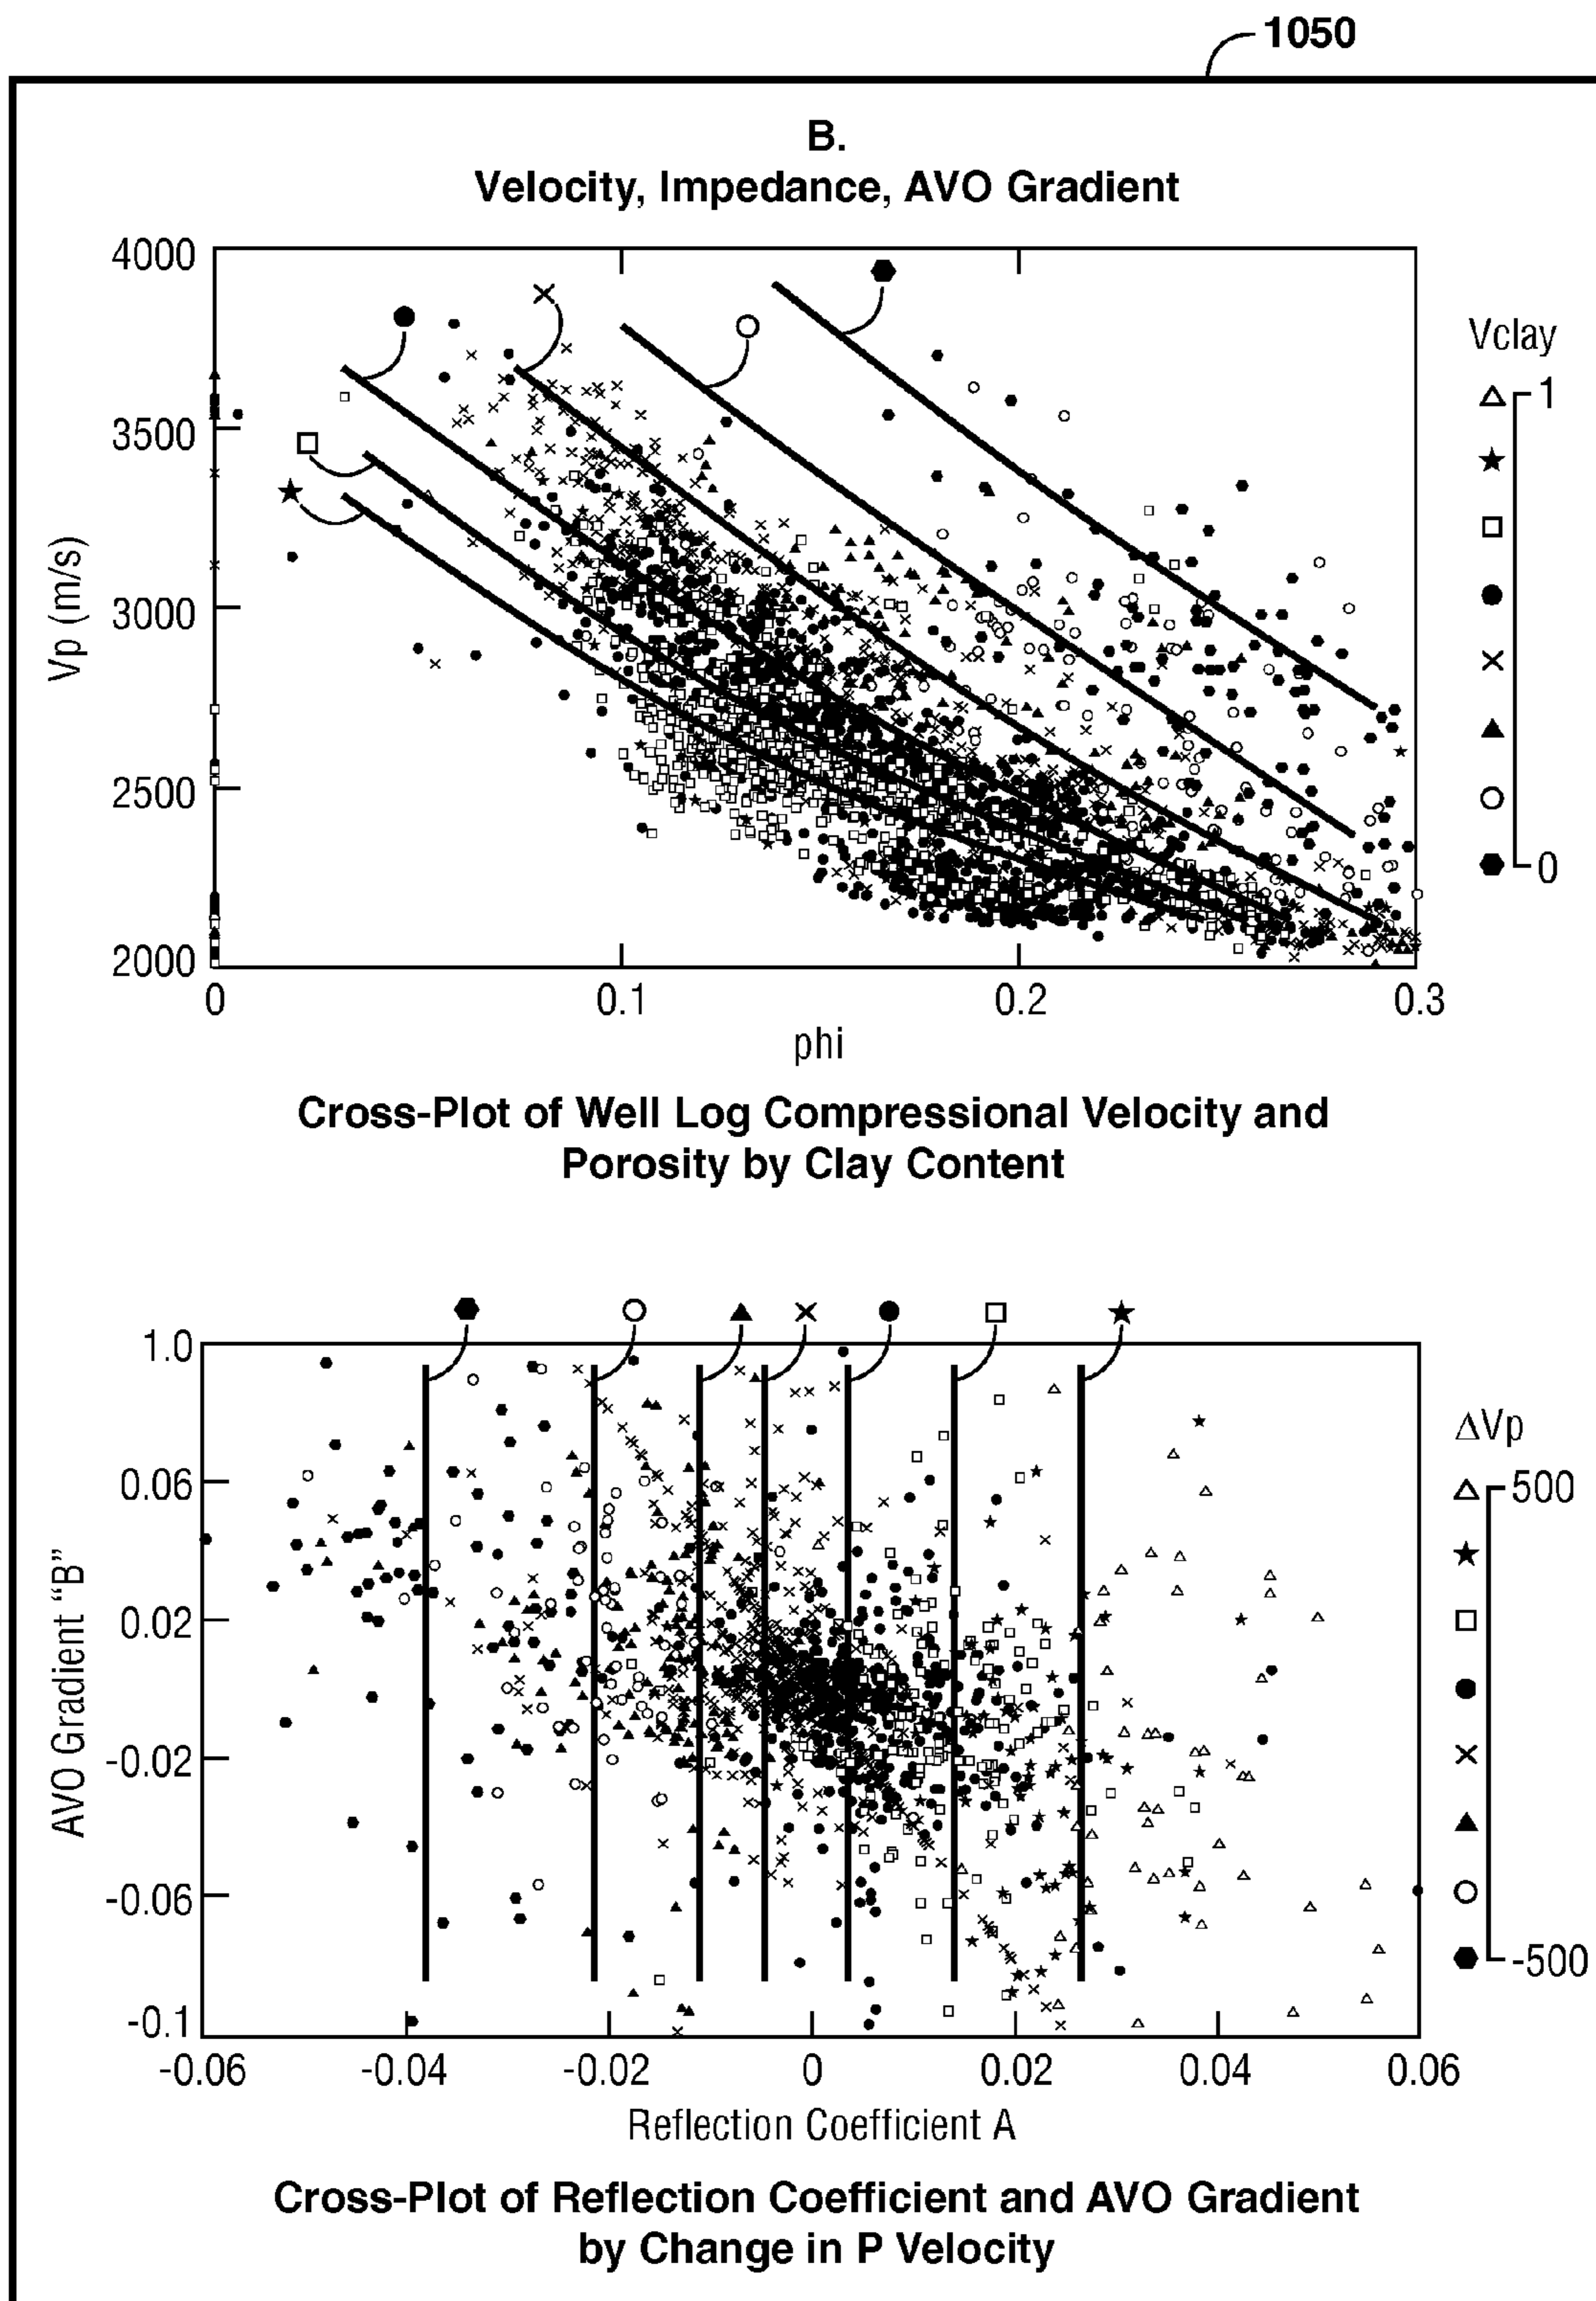 1050
B.
Velocity, Impedance, AVO Gradient
4000
3500
3000
2500
2000
Vp (m/s)
0 0.1 0.2 0.3
phi
Vclay
1
0
Cross-Plot of Well Log Compressional Velocity and
Porosity by Clay Content
1.0
0.06
0.02
-0.02
-0.06
-0.1
AVO Gradient “B”
-0.06 -0.04 -0.02 0 0.02 0.04 0.06
Reflection Coefficient A
ΔVp
500
-500
Cross-Plot of Reflection Coefficient and AVO Gradient
by Change in P Velocity